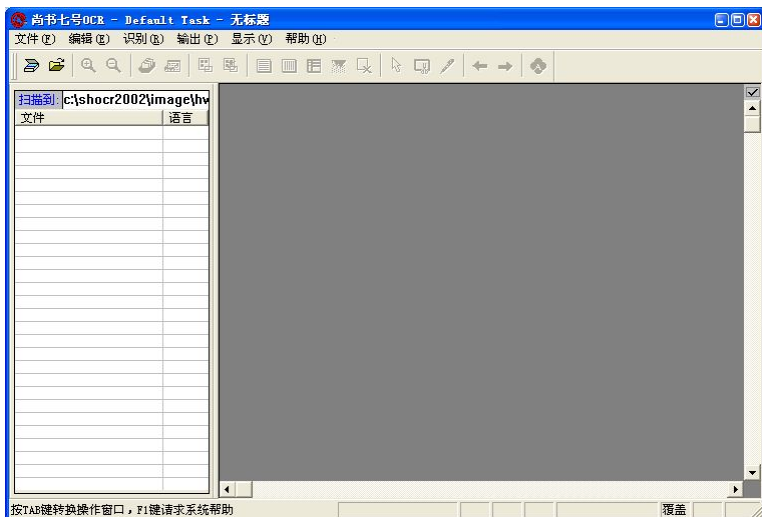 尚书七号OCR - Default Task - 无标题
文件(F) 编辑(E) 识别(R) 输出(P) 显示(V) 帮助(H)
扫描到: c:\shocr2002\image\hw
文件 语言
按TAB键转换操作窗口，F1键请求系统帮助 覆盖